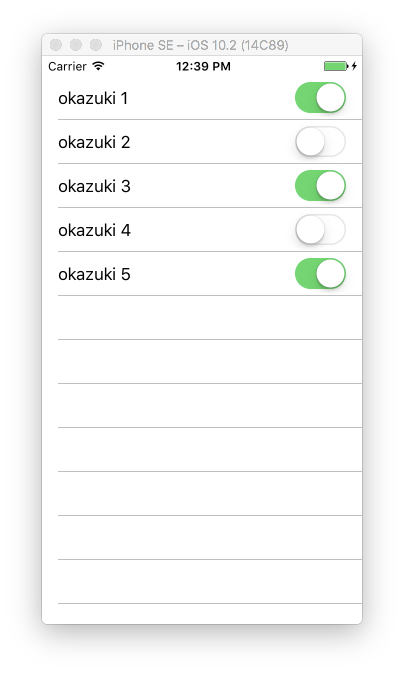 iPhone SE – iOS 10.2 (14C89)
Carrier 12:39 PM
okazuki 1
okazuki 2
okazuki 3
okazuki 4
okazuki 5